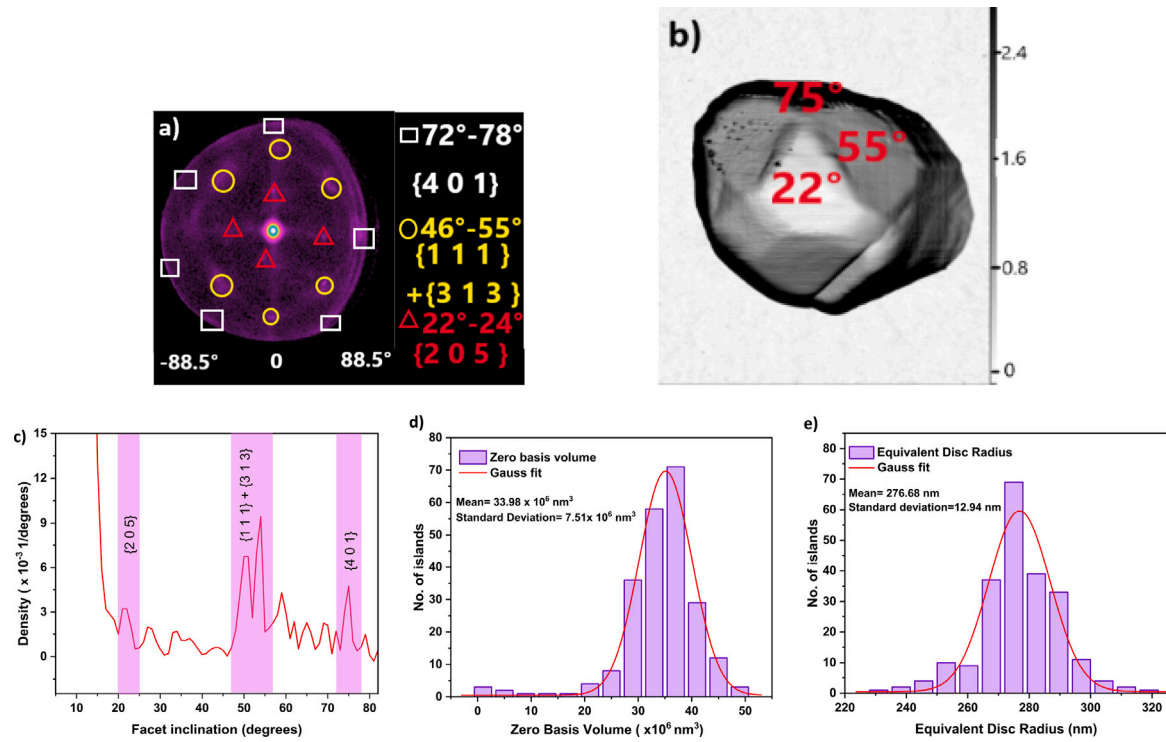 a)
72°-78°
{4 0 1}
46°-55°
{1 1 1}
+{3 1 3}
22°-24°
{2 0 5}
-88.5° 0 88.5°
b)
75°
55°
22°
2.4
1.6
0.8
0
c)
15
12
9
6
3
0
{2 0 5}
{1 1 1} + {3 1 3}
{4 0 1}
Density ( x 10-3 1/degrees)
10 20 30 40 50 60 70 80
Facet inclination (degrees)
d)
80
70
60
50
40
30
20
10
0
Zero basis volume
Gauss fit
Mean= 33.98 x 10⁶ nm³
Standard Deviation= 7.51x 10⁶ nm³
No. of islands
0 10 20 30 40 50
Zero Basis Volume ( x10⁶ nm³)
e)
80
70
60
50
40
30
20
10
0
Equivalent Disc Radius
Gauss fit
Mean= 276.68 nm
Standard deviation=12.94 nm
No. of islands
220 240 260 280 300 320
Equivalent Disc Radius (nm)